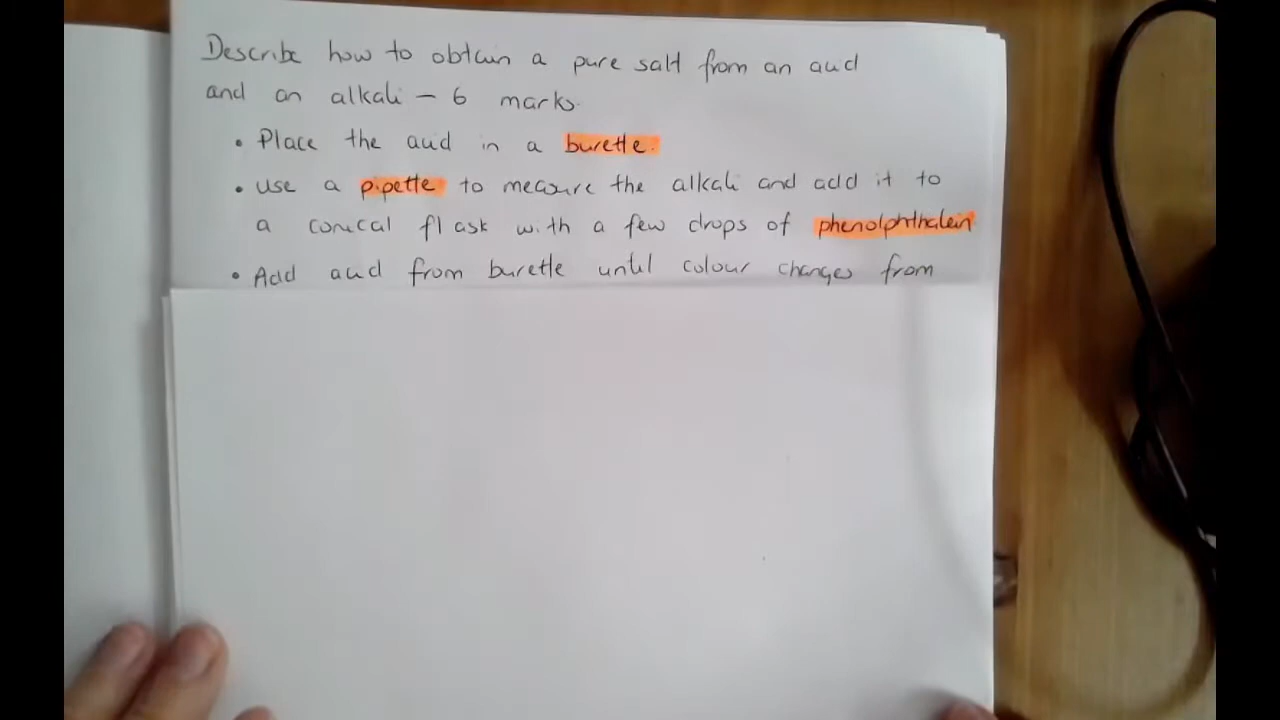 Describe how to obtain a pure salt from an acid
and an alkali – 6 marks.
• Place the acid in a burette.
• Use a pipette to measure the alkali and add it to
a conical flask with a few drops of phenolphthalein
• Add acid from burette until colour changes from